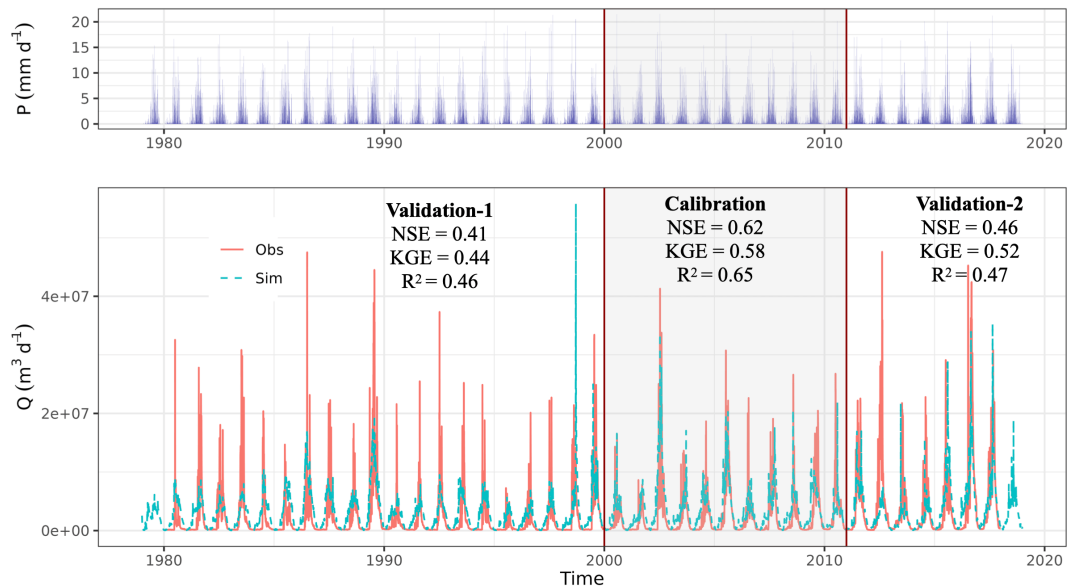 P (mm d⁻¹)
20
15
10
5
0
1980
1990
2000
2010
2020
Validation-1
NSE = 0.41
KGE = 0.44
R² = 0.46
Calibration
NSE = 0.62
KGE = 0.58
R² = 0.65
Validation-2
NSE = 0.46
KGE = 0.52
R² = 0.47
Obs
Sim
Q (m³ d⁻¹)
4e+07
2e+07
0e+00
1980
1990
2000
2010
2020
Time